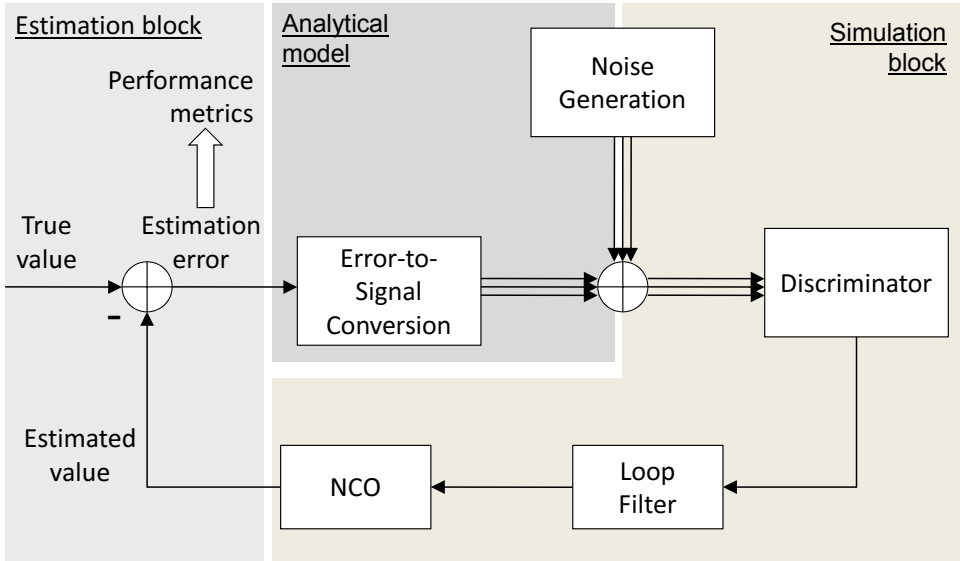 Estimation block
Performance
metrics
True
value
Estimation
error
-
Estimated
value
Analytical
model
Error-to-
Signal
Conversion
Noise
Generation
Simulation
block
Discriminator
Loop
Filter
NCO